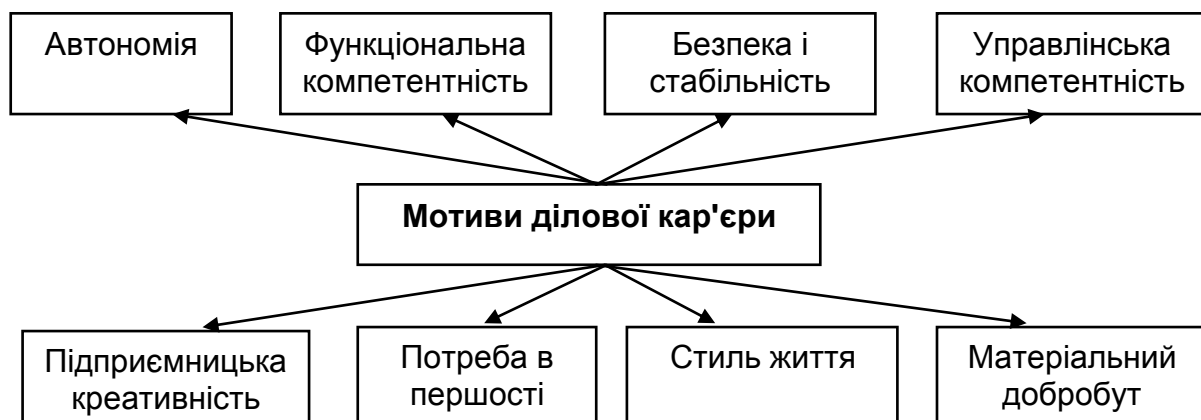 Автономія
Функціональна
компетентність
Безпека і
стабільність
Управлінська
компетентність
Мотиви ділової кар'єри
Підприємницька
креативність
Потреба в
першості
Стиль життя
Матеріальний
добробут